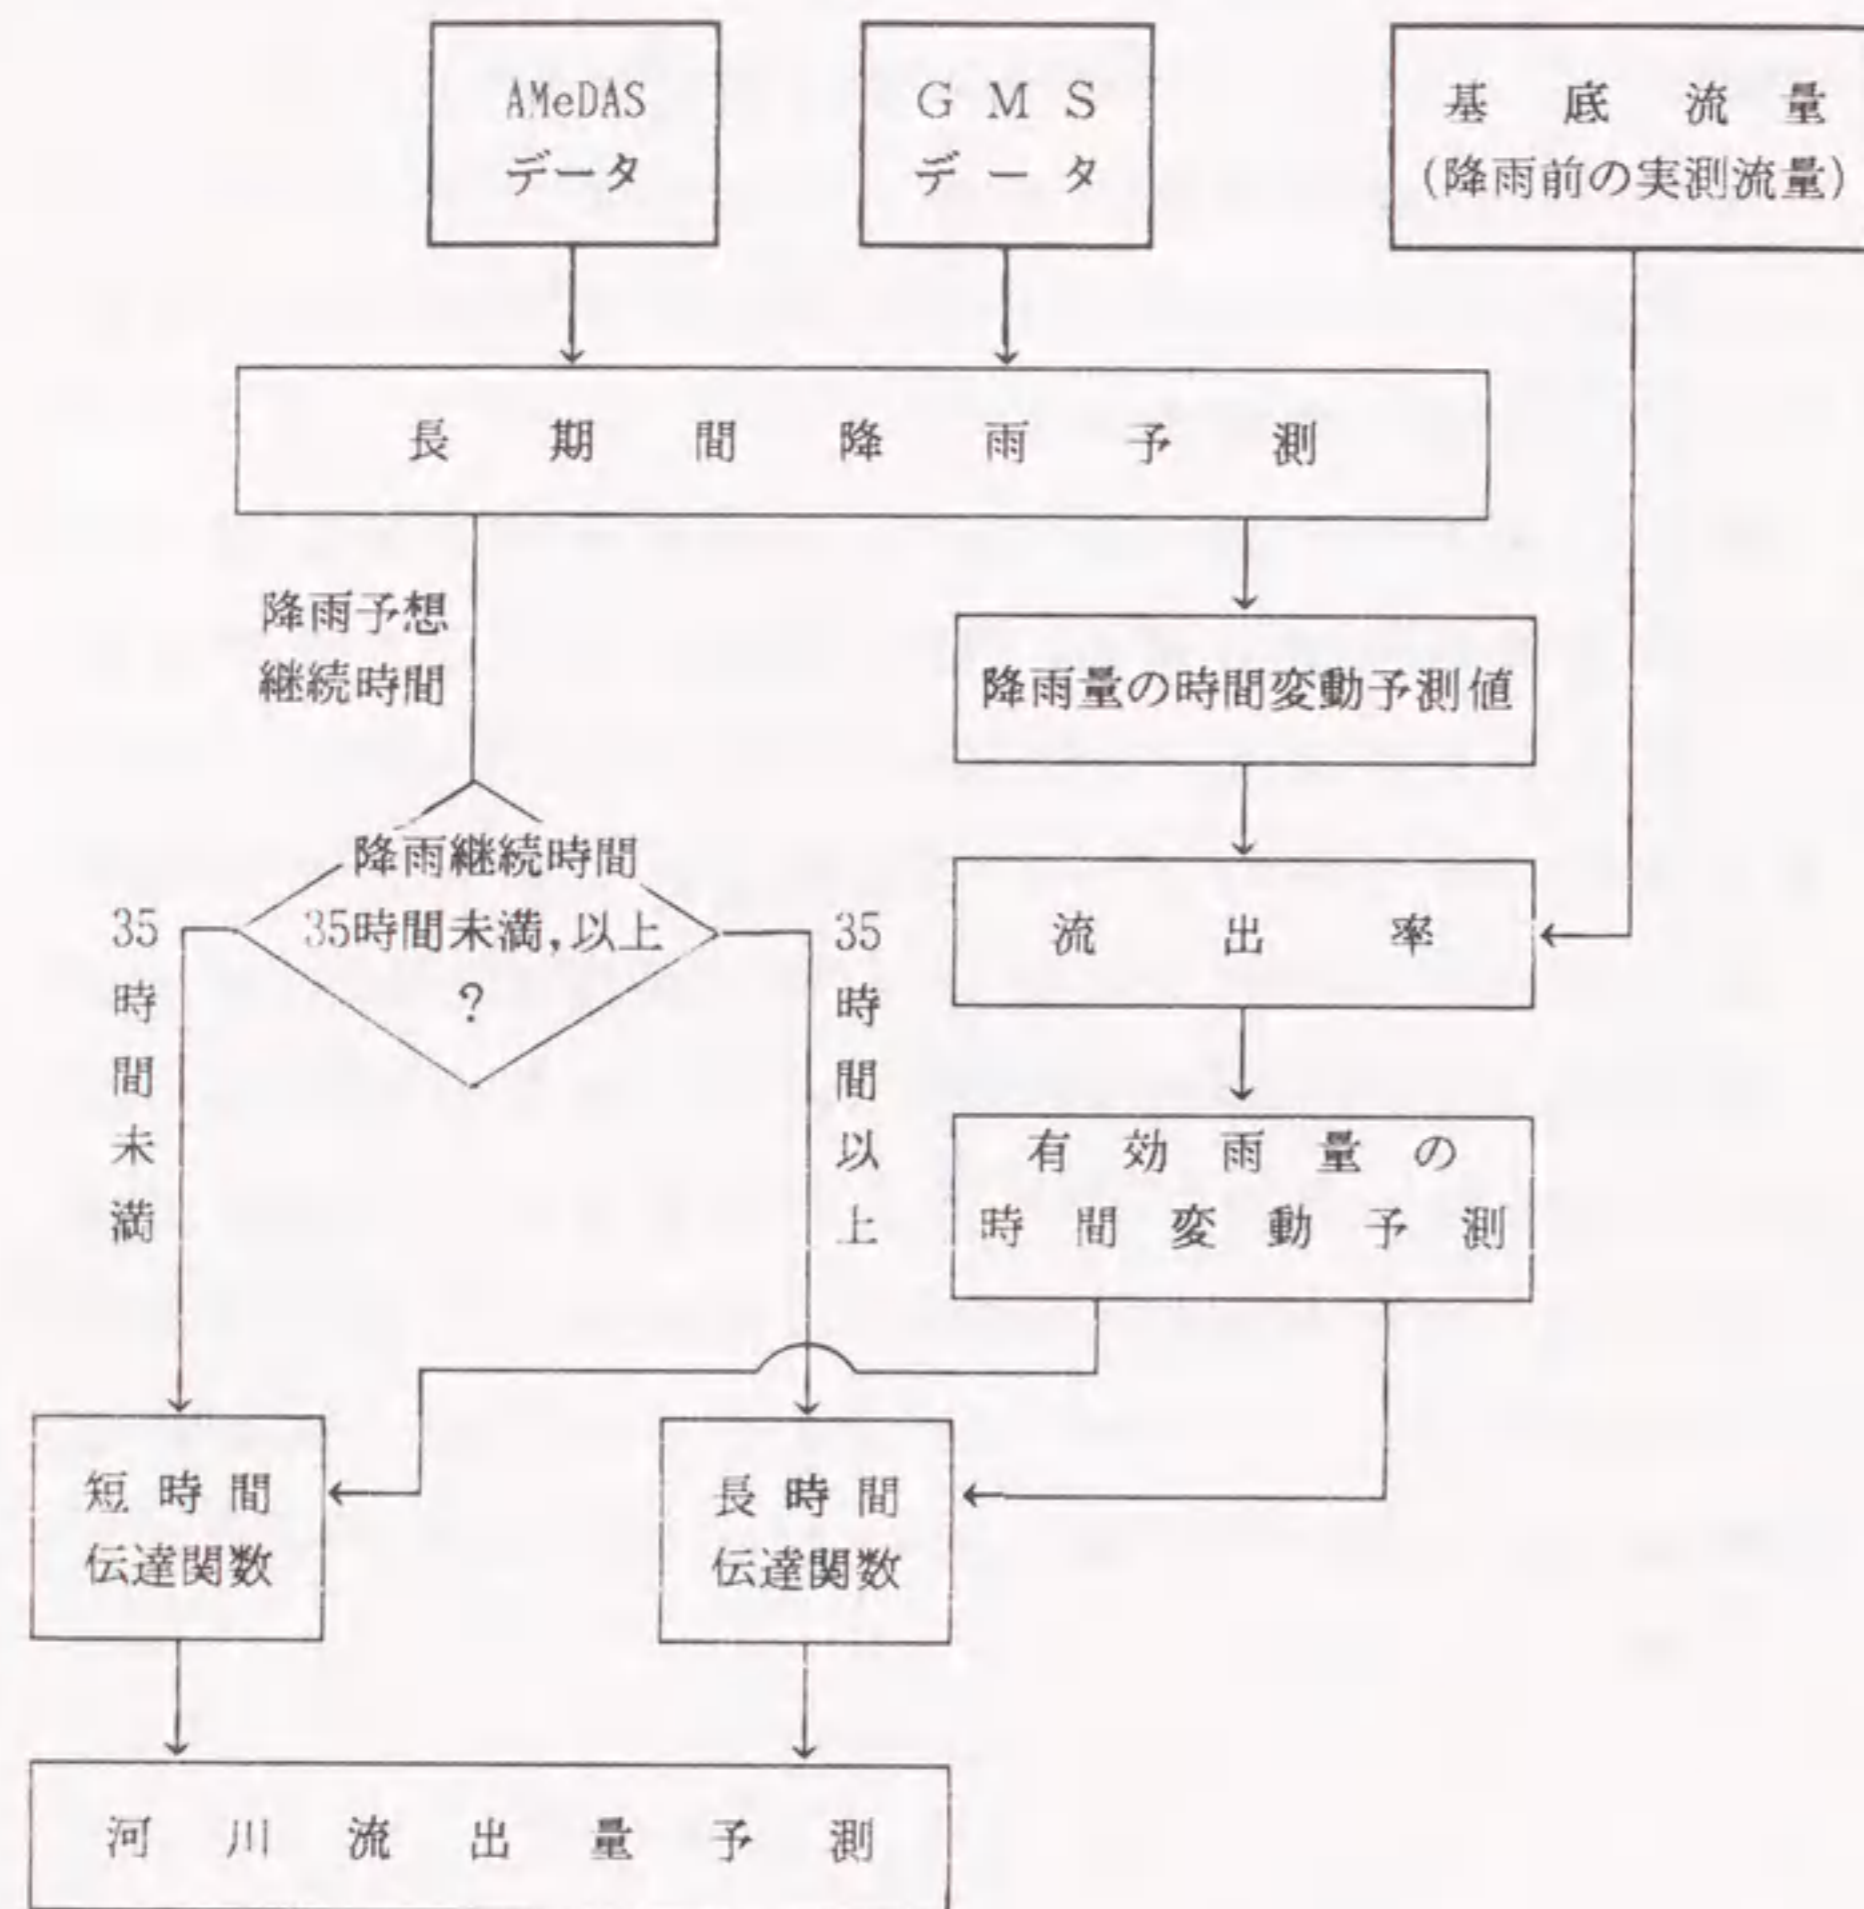 AMeDAS
データ
GMS
データ
基底流量
(降雨前の実測流量)
長期間降雨予測
降雨予想
継続時間
降雨量の時間変動予測値
降雨継続時間
35時間未満,以上
?
35時間未満
35時間以上
流出率
有効雨量の
時間変動予測
短時間
伝達関数
長時間
伝達関数
河川流出量予測